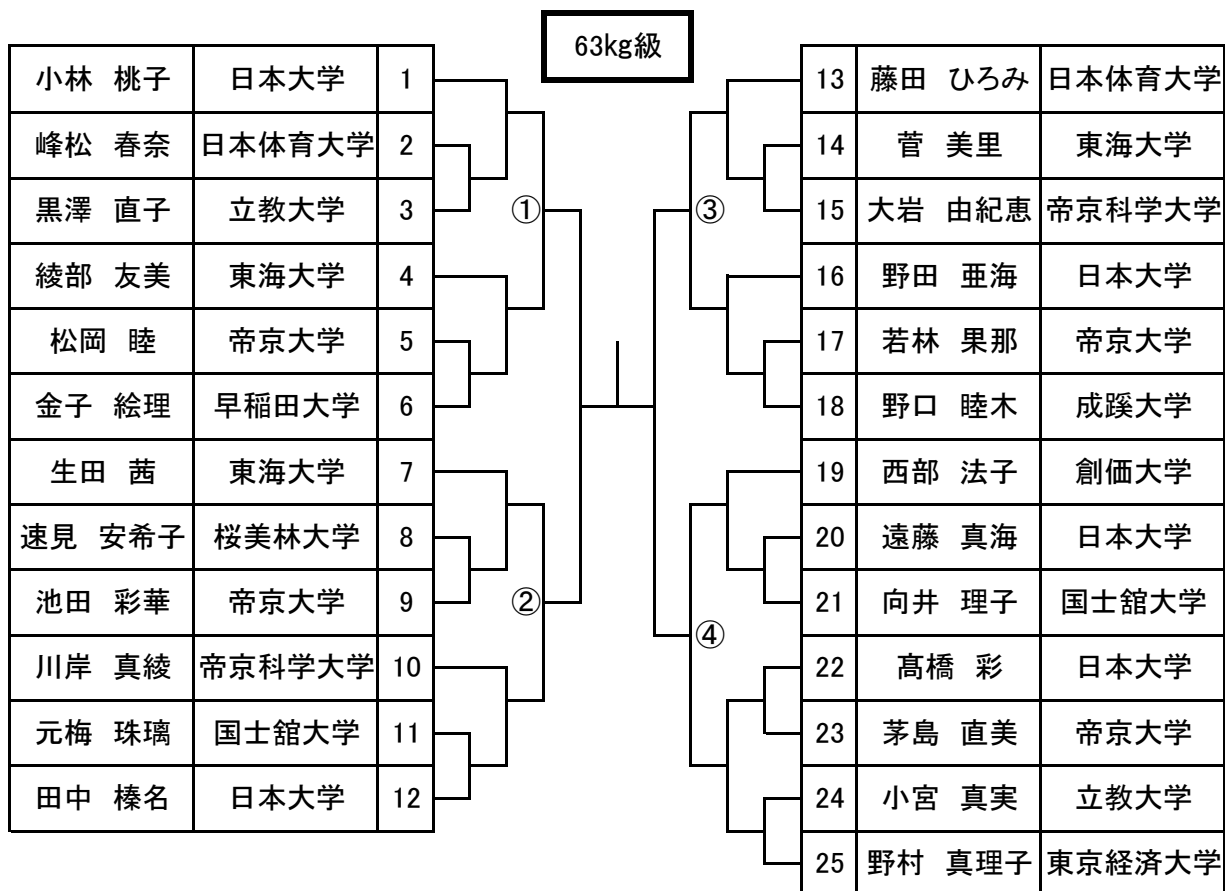 63kg級
小林 桃子 日本大学 1
峰松 春奈 日本体育大学 2
黒澤 直子 立教大学 3
綾部 友美 東海大学 4
松岡 睦 帝京大学 5
金子 絵理 早稲田大学 6
生田 茜 東海大学 7
速見 安希子 桜美林大学 8
池田 彩華 帝京大学 9
川岸 真綾 帝京科学大学 10
元梅 珠璃 国士舘大学 11
田中 榛名 日本大学 12
①
②
③
④
13 藤田 ひろみ 日本体育大学
14 菅 美里 東海大学
15 大岩 由紀恵 帝京科学大学
16 野田 亜海 日本大学
17 若林 果那 帝京大学
18 野口 睦木 成蹊大学
19 西部 法子 創価大学
20 遠藤 真海 日本大学
21 向井 理子 国士舘大学
22 髙橋 彩 日本大学
23 茅島 直美 帝京大学
24 小宮 真実 立教大学
25 野村 真理子 東京経済大学